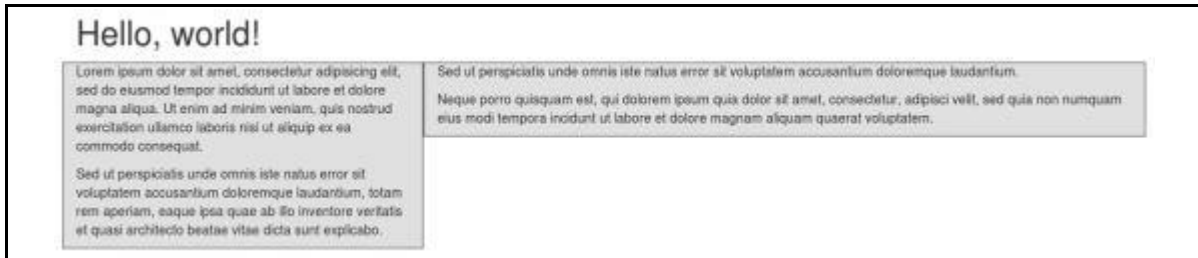 Hello, world!
Lorem ipsum dolor sit amet, consectetur adipisicing elit,
sed do eiusmod tempor incididunt ut labore et dolore
magna aliqua. Ut enim ad minim veniam, quis nostrud
exercitation ullamco laboris nisi ut aliquip ex ea
commodo consequat.
Sed ut perspiciatis unde omnis iste natus error sit
voluptatem accusantium doloremque laudantium, totam
rem aperiam, eaque ipsa quae ab illo inventore veritatis
et quasi architecto beatae vitae dicta sunt explicabo.
Sed ut perspiciatis unde omnis iste natus error sit voluptatem accusantium doloremque laudantium.
Neque porro quisquam est, qui dolorem ipsum quia dolor sit amet, consectetur, adipisci velit, sed quia non numquam
eius modi tempora incidunt ut labore et dolore magnam aliquam quaerat voluptatem.